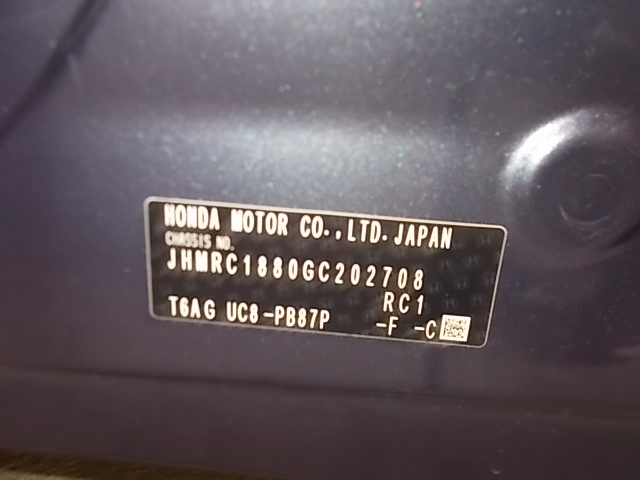 HONDA MOTOR CO.,LTD.JAPAN
CHASSIS NO.
JHMRC1880GC202708
RC1
T6AG UC8-PB87P -F -C